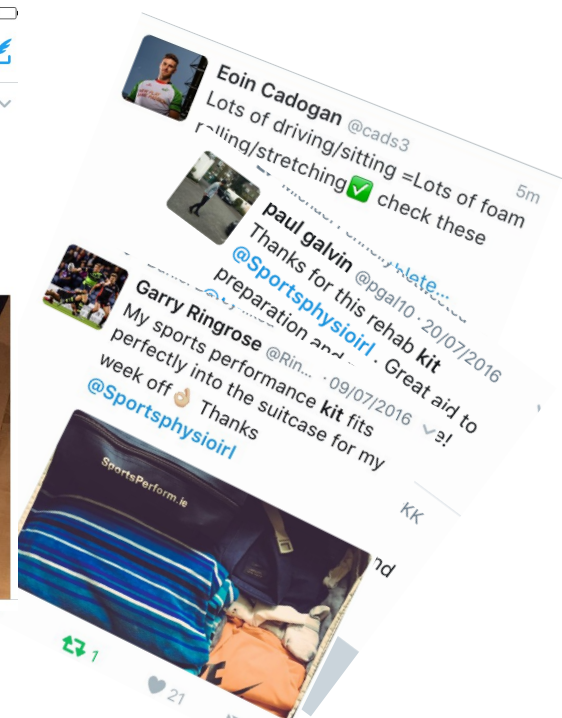 Eoin Cadogan @cads3
5m
Lots of driving/sitting =Lots of foam
rolling/stretching✅ check these
paul galvin @pgal10 · 20/07/2016
Thanks for this rehab kit
@Sportsphysioirl . Great aid to
preparation and
Garry Ringrose @Rin... · 09/07/2016
My sports performance kit fits
perfectly into the suitcase for my
week off 👌🏼 Thanks
@Sportsphysioirl
SportsPerform.ie
KK
nd
1
21